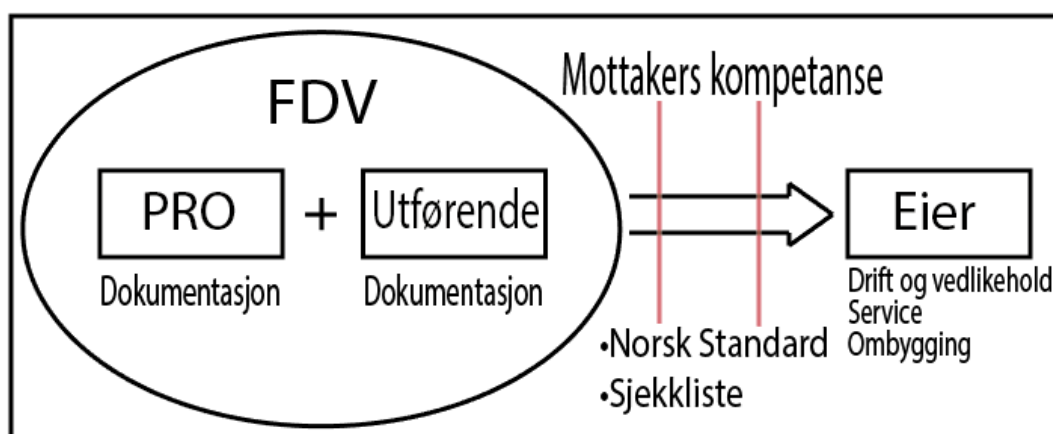 FDV
PRO + Utførende
Dokumentasjon
Dokumentasjon
Mottakers kompetanse
•Norsk Standard
•Sjekkliste
Eier
Drift og vedlikehold
Service
Ombygging